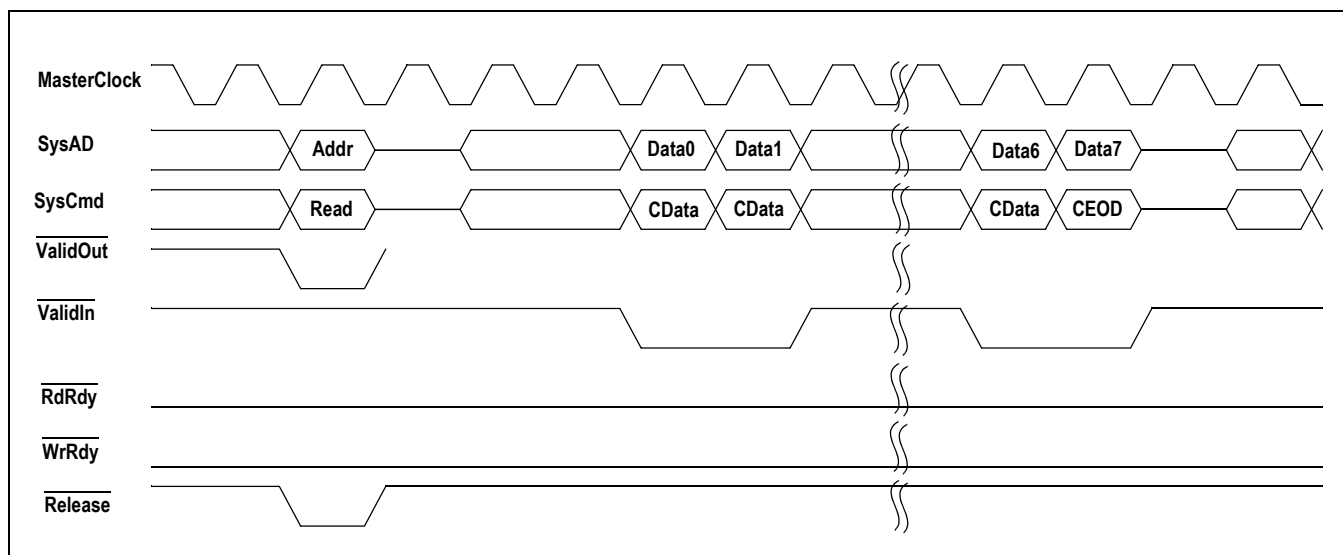 MasterClock
SysAD Addr Data0 Data1 Data6 Data7
SysCmd Read CData CData CData CEOD
ValidOut
ValidIn
RdRdy
WrRdy
Release